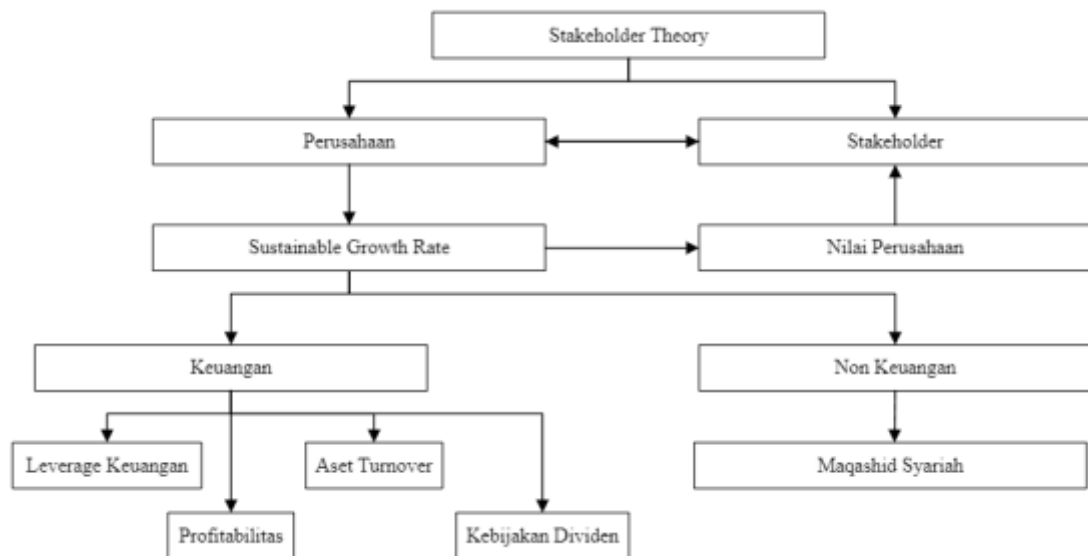 Stakeholder Theory
Perusahaan
Stakeholder
Sustainable Growth Rate
Nilai Perusahaan
Keuangan
Non Keuangan
Leverage Keuangan
Aset Turnover
Maqashid Syariah
Profitabilitas
Kebijakan Dividen